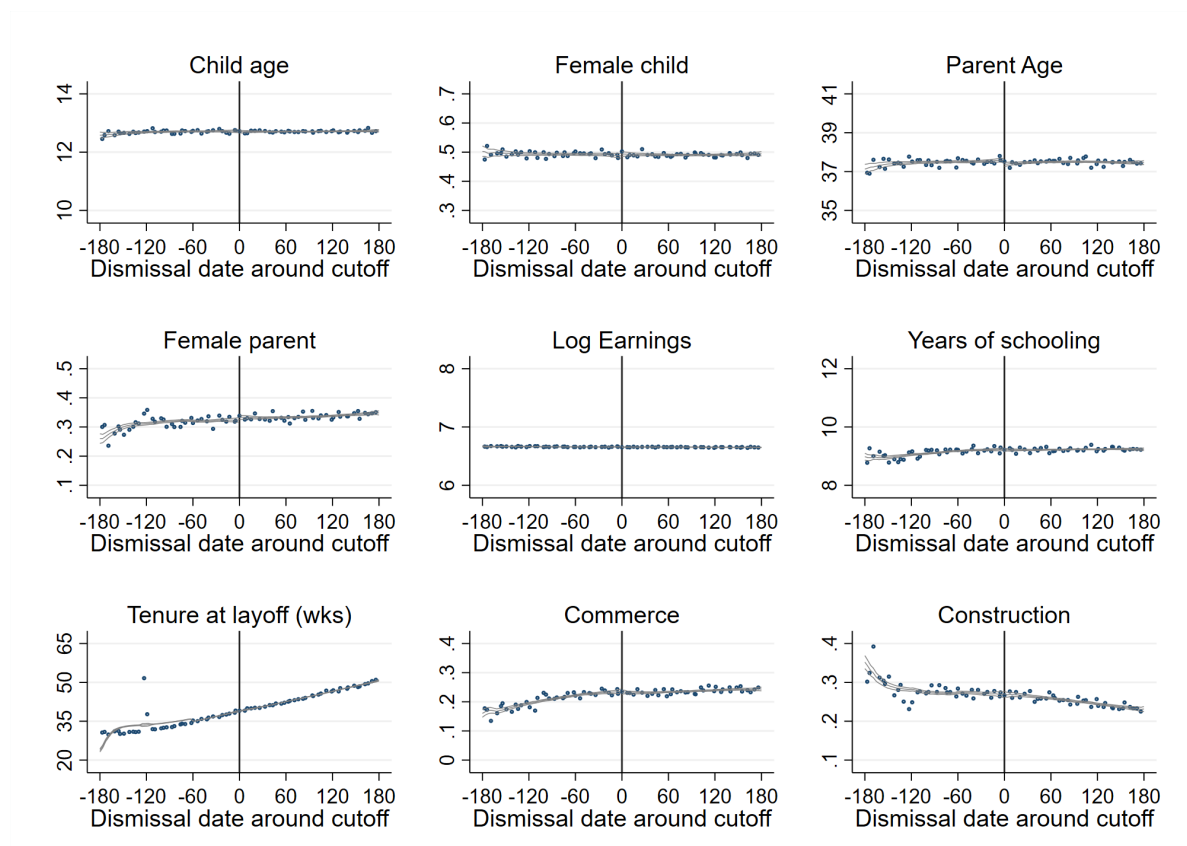 Child age
Female child
Parent Age
14
12
10
-180 -120 -60 0 60 120 180
Dismissal date around cutoff
.7
.6
.5
.4
.3
-180 -120 -60 0 60 120 180
Dismissal date around cutoff
41
39
37
35
-180 -120 -60 0 60 120 180
Dismissal date around cutoff
Female parent
Log Earnings
Years of schooling
.5
.4
.3
.2
.1
-180 -120 -60 0 60 120 180
Dismissal date around cutoff
8
7
6
-180 -120 -60 0 60 120 180
Dismissal date around cutoff
12
10
8
-180 -120 -60 0 60 120 180
Dismissal date around cutoff
Tenure at layoff (wks)
Commerce
Construction
65
50
35
20
-180 -120 -60 0 60 120 180
Dismissal date around cutoff
.4
.3
.2
.1
0
-180 -120 -60 0 60 120 180
Dismissal date around cutoff
.4
.3
.2
.1
-180 -120 -60 0 60 120 180
Dismissal date around cutoff